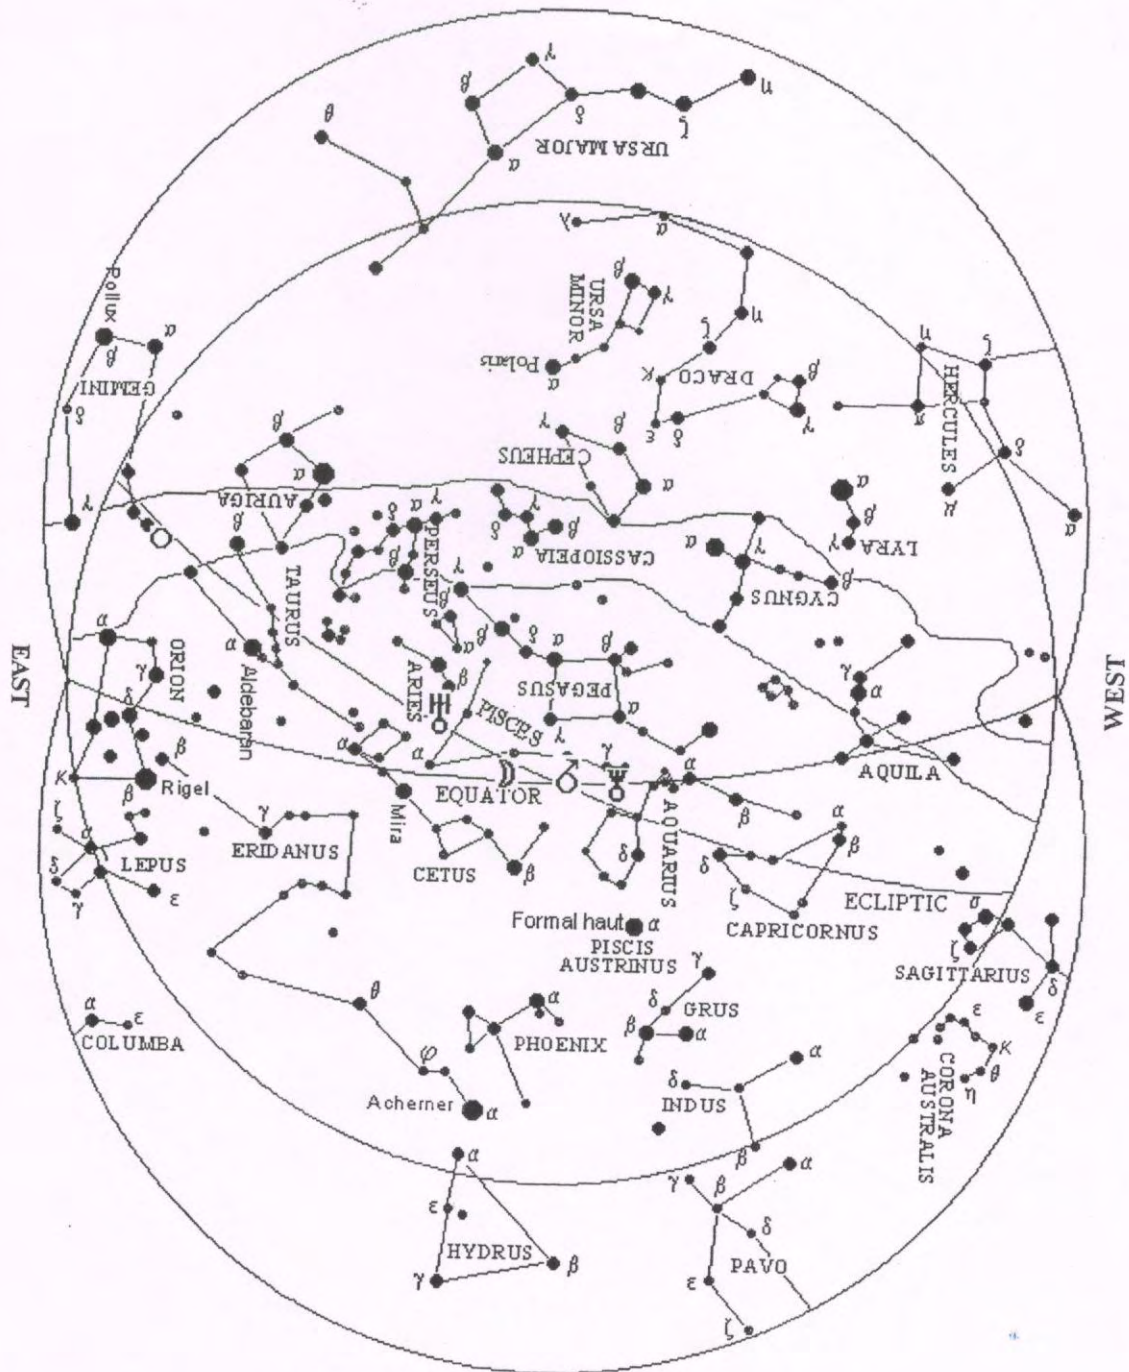 γ
β
δ
ζ
η
α
URSA MAJOR
θ
λ
α
Pollux
α
β
GEMINI
δ
γ
URSA
MINOR
β
γ
Polaris
α
η
ζ
DRACO
κ
ε
δ
β
γ
η
ζ
HERCULES
π
δ
μ
α
β
α
AURIGA
β
γ
β
CEPHEUS
α
α
β
γ
LYRA
δ
α
γ
β
PERSEUS
γ
δ
α
β
CASSIOPEIA
α
γ
β
CYGNUS
TAURUS
α
Aldebaran
γ
β
δ
α
β
PEGASUS
γ
α
α
ORION
γ
δ
β
κ
β
Rigel
ARIES
β
PISCES
α
EAST
WEST
γ
α
AQUILA
EQUATOR
α
Mira
γ
AQUARIUS
α
β
δ
α
β
δ
ζ
CAPRICORNUS
ECLIPTIC
ζ
α
LEPUS
δ
γ
ε
γ
ERIDANUS
CETUS
β
Formal haut
α
PISCIS
AUSTRINUS
σ
ζ
SAGITTARIUS
δ
ε
γ
δ
GRUS
β
α
α
ε
COLUMBA
θ
α
PHOENIX
φ
Acherner
α
α
δ
INDUS
β
ε
κ
θ
η
CORONA
AUSTRALIS
α
ε
HYDRUS
γ
β
γ
β
α
δ
PAVO
ε
ζ